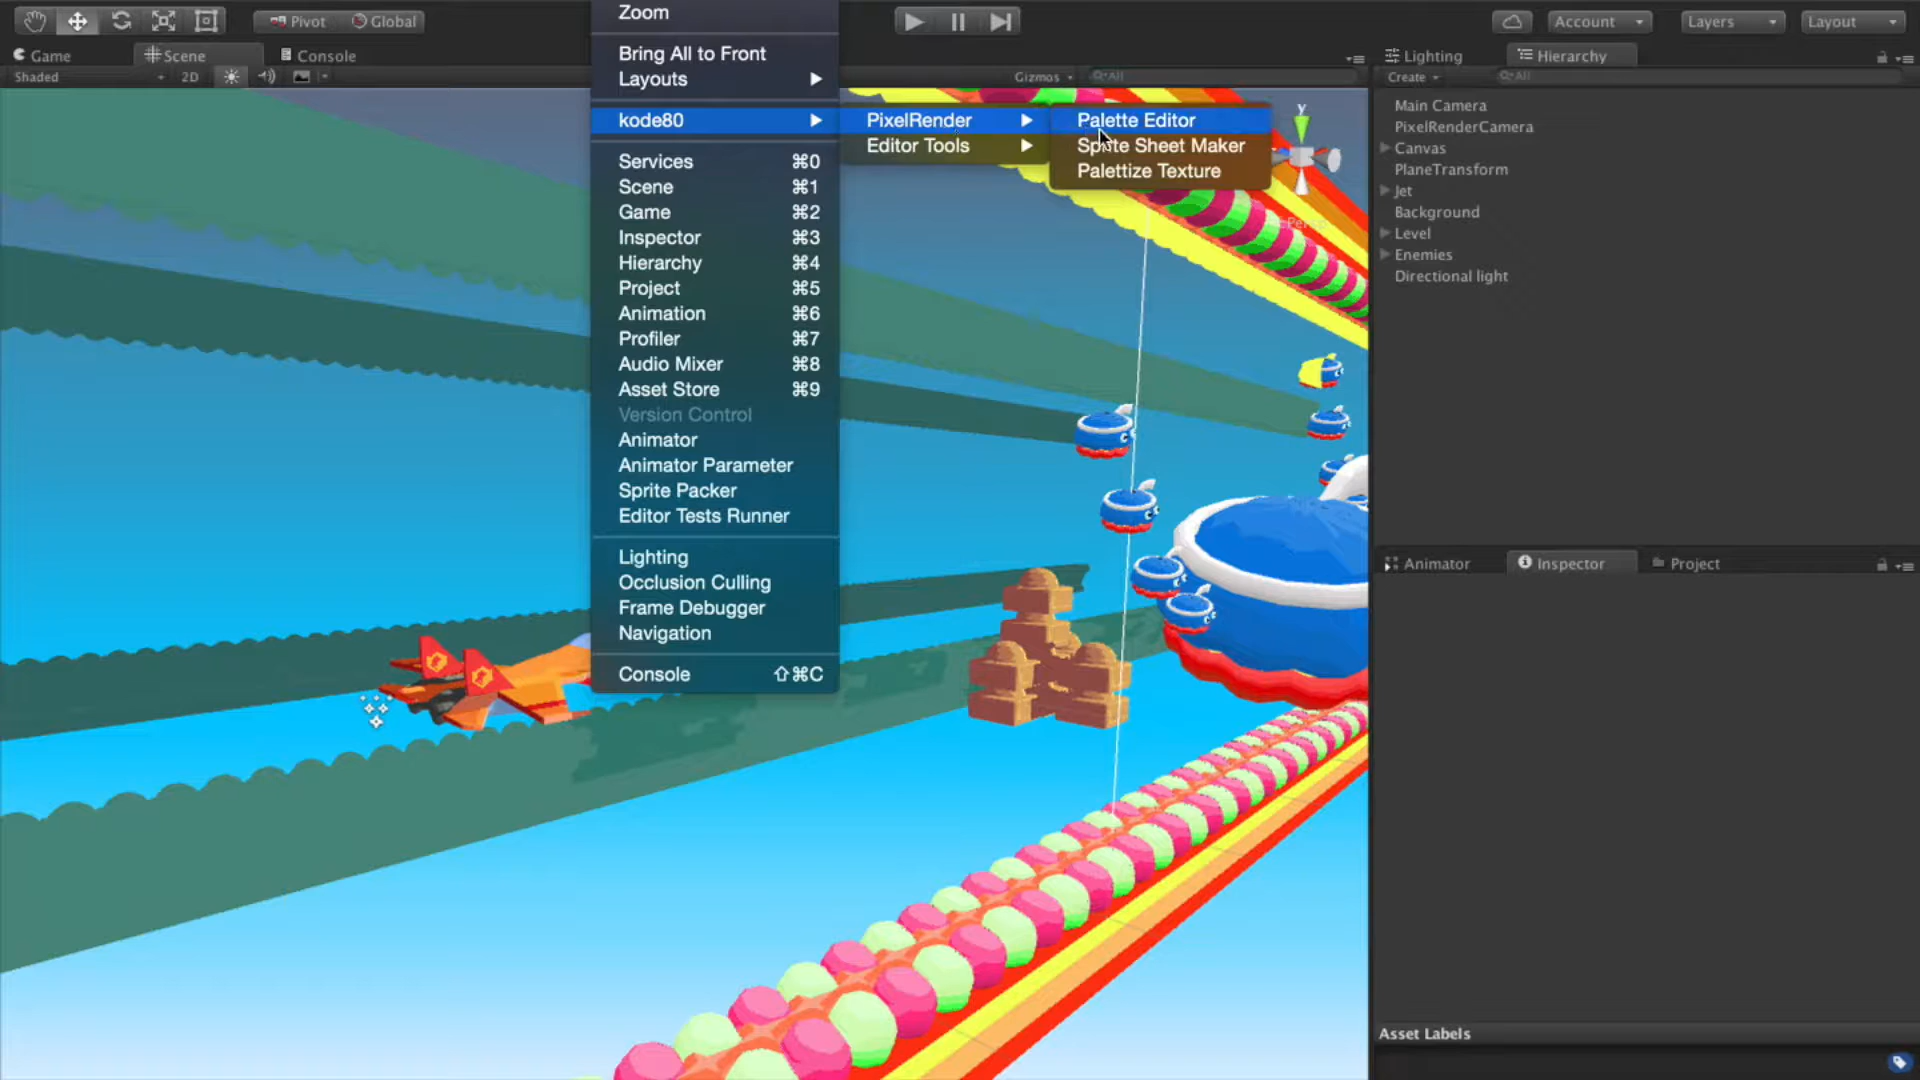 Pivot Global
Account Layers Layout
Game Scene Console
Shaded 2D Gizmos All
Zoom
Bring All to Front
Layouts
kode80
Services ⌘0
Scene ⌘1
Game ⌘2
Inspector ⌘3
Hierarchy ⌘4
Project ⌘5
Animation ⌘6
Profiler ⌘7
Audio Mixer ⌘8
Asset Store ⌘9
Version Control
Animator
Animator Parameter
Sprite Packer
Editor Tests Runner
Lighting
Occlusion Culling
Frame Debugger
Navigation
Console ⇧⌘C
PixelRender
Editor Tools
Palette Editor
Sprite Sheet Maker
Palettize Texture
y
Persp
Lighting Hierarchy
Create All
Main Camera
PixelRenderCamera
Canvas
PlaneTransform
Jet
Background
Level
Enemies
Directional light
Animator Inspector Project
Asset Labels